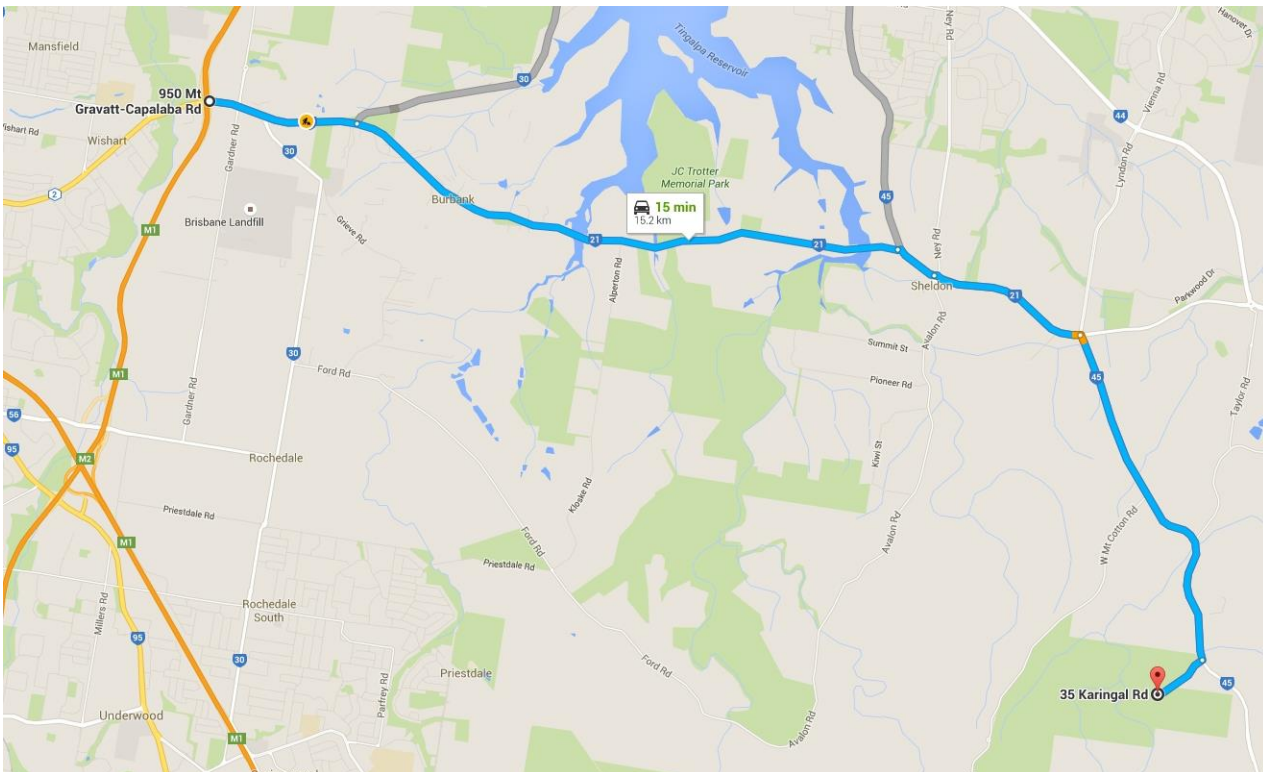 Mansfield
950 Mt
Gravatt-Capalaba Rd
Wishart Rd
Wishart
2
M1
Gardner Rd
30
30
Tingalpa Reservoir
Ney Rd
Hanover Dr
44
Vienna Rd
Lyndon Rd
Brisbane Landfill
Grieve Rd
Burbank
JC Trotter
Memorial Park
15 min
15.2 km
45
21
21
Alperton Rd
Ney Rd
Sheldon
21
Parkwood Dr
30
Ford Rd
M1
Gardner Rd
Summit St
Avalon Rd
Pioneer Rd
45
Taylor Rd
56
95
M2
Rochedale
Kiwi St
Kloske Rd
Priestdale Rd
M1
Ford Rd
Avalon Rd
W Mt Cotton Rd
Priestdale Rd
Millers Rd
Rochedale
South
95
30
Priestdale
Ford Rd
Parfrey Rd
35 Karingal Rd
45
Underwood
M1
Avalon Rd